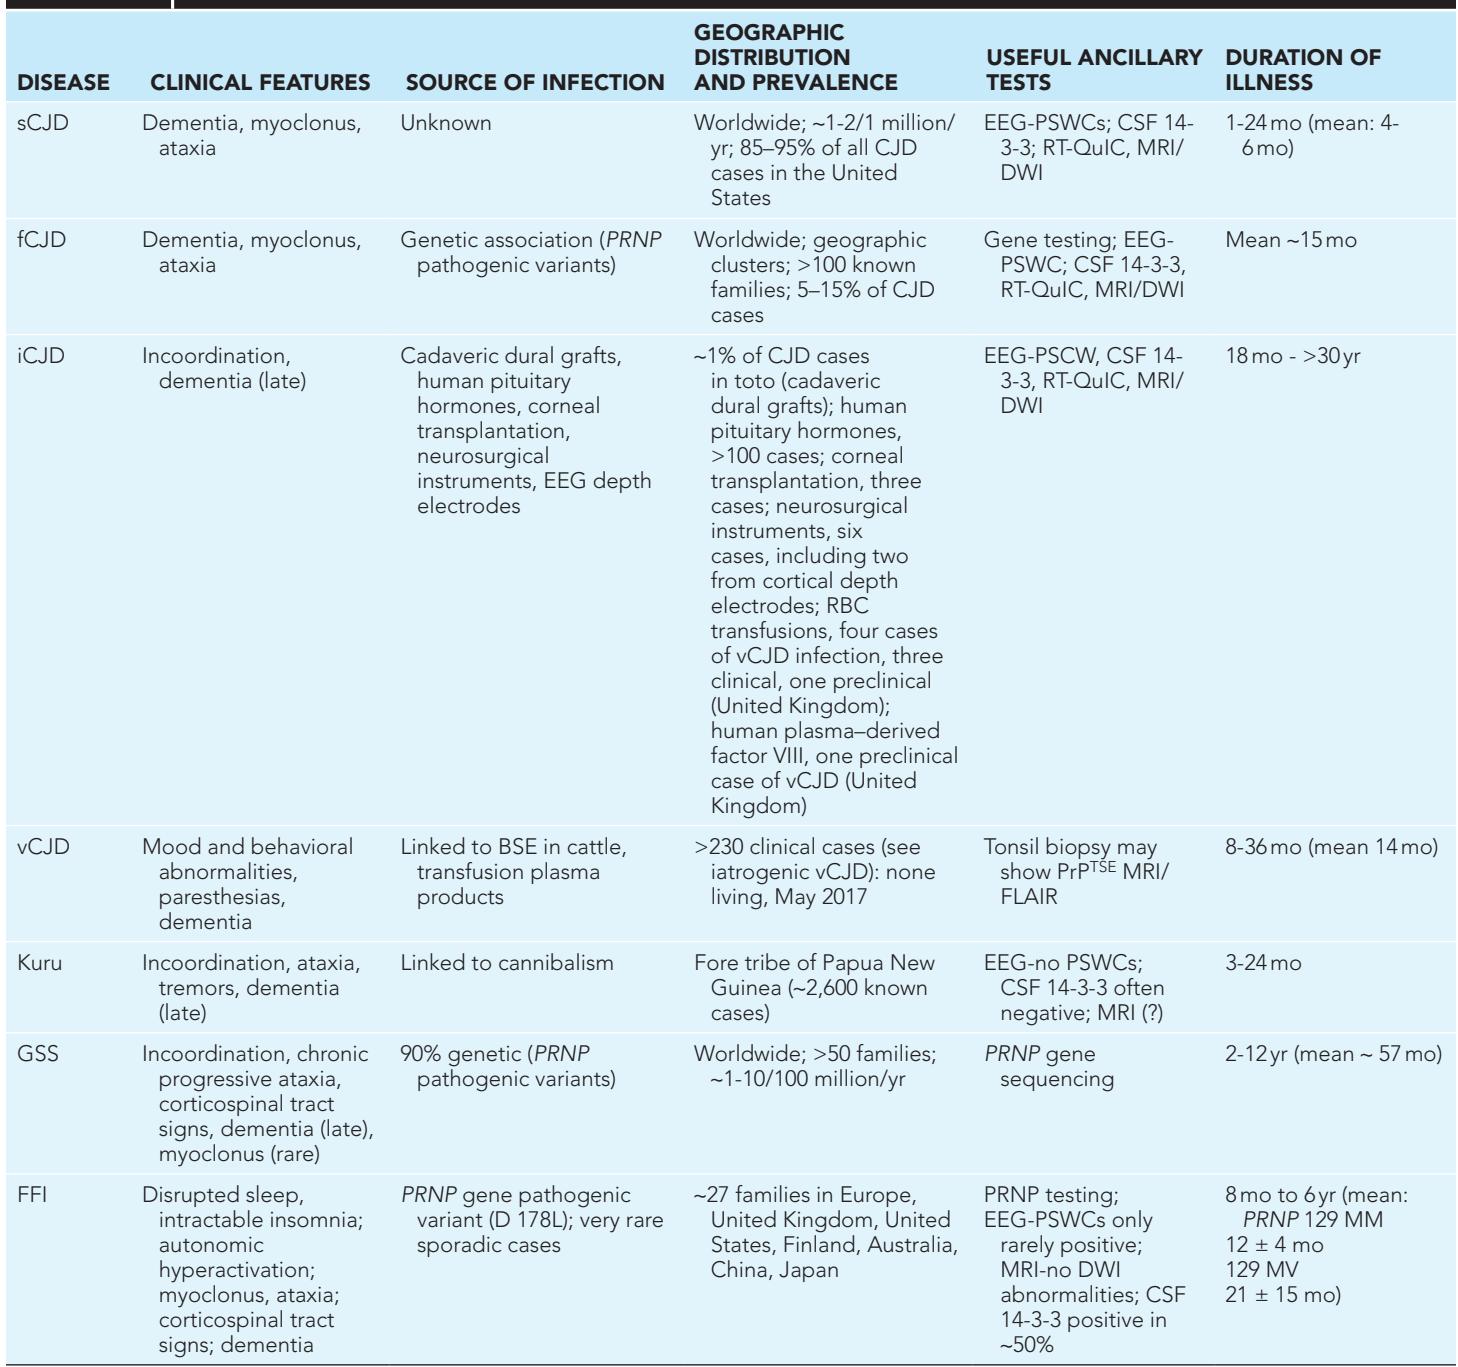 DISEASE
CLINICAL FEATURES
SOURCE OF INFECTION
GEOGRAPHIC
DISTRIBUTION
AND PREVALENCE
USEFUL ANCILLARY
TESTS
DURATION OF
ILLNESS
sCJD
Dementia, myoclonus,
ataxia
Unknown
Worldwide; ~1-2/1 million/
yr; 85–95% of all CJD
cases in the United
States
EEG-PSWCs; CSF 14-
3-3; RT-QuIC, MRI/
DWI
1-24 mo (mean: 4-
6 mo)
fCJD
Dementia, myoclonus,
ataxia
Genetic association (PRNP
pathogenic variants)
Worldwide; geographic
clusters; >100 known
families; 5–15% of CJD
cases
Gene testing; EEG-
PSWC; CSF 14-3-3,
RT-QuIC, MRI/DWI
Mean ~15 mo
iCJD
Incoordination,
dementia (late)
Cadaveric dural grafts,
human pituitary
hormones, corneal
transplantation,
neurosurgical
instruments, EEG depth
electrodes
~1% of CJD cases
in toto (cadaveric
dural grafts); human
pituitary hormones,
>100 cases; corneal
transplantation, three
cases; neurosurgical
instruments, six
cases, including two
from cortical depth
electrodes; RBC
transfusions, four cases
of vCJD infection, three
clinical, one preclinical
(United Kingdom);
human plasma–derived
factor VIII, one preclinical
case of vCJD (United
Kingdom)
EEG-PSCW, CSF 14-
3-3, RT-QuIC, MRI/
DWI
18 mo - >30 yr
vCJD
Mood and behavioral
abnormalities,
paresthesias,
dementia
Linked to BSE in cattle,
transfusion plasma
products
>230 clinical cases (see
iatrogenic vCJD): none
living, May 2017
Tonsil biopsy may
show PrPTSE MRI/
FLAIR
8-36 mo (mean 14 mo)
Kuru
Incoordination, ataxia,
tremors, dementia
(late)
Linked to cannibalism
Fore tribe of Papua New
Guinea (~2,600 known
cases)
EEG-no PSWCs;
CSF 14-3-3 often
negative; MRI (?)
3-24 mo
GSS
Incoordination, chronic
progressive ataxia,
corticospinal tract
signs, dementia (late),
myoclonus (rare)
90% genetic (PRNP
pathogenic variants)
Worldwide; >50 families;
~1-10/100 million/yr
PRNP gene
sequencing
2-12 yr (mean ~ 57 mo)
FFI
Disrupted sleep,
intractable insomnia;
autonomic
hyperactivation;
myoclonus, ataxia;
corticospinal tract
signs; dementia
PRNP gene pathogenic
variant (D 178L); very rare
sporadic cases
~27 families in Europe,
United Kingdom, United
States, Finland, Australia,
China, Japan
PRNP testing;
EEG-PSWCs only
rarely positive;
MRI-no DWI
abnormalities; CSF
14-3-3 positive in
~50%
8 mo to 6 yr (mean:
PRNP 129 MM
12 ± 4 mo
129 MV
21 ± 15 mo)